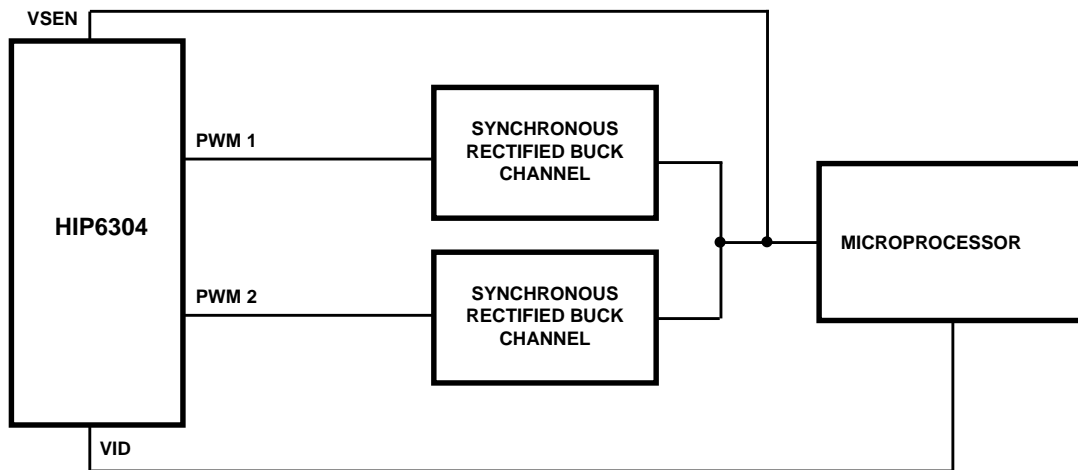 VSEN
PWM 1
SYNCHRONOUS
RECTIFIED BUCK
CHANNEL
HIP6304
MICROPROCESSOR
PWM 2
SYNCHRONOUS
RECTIFIED BUCK
CHANNEL
VID